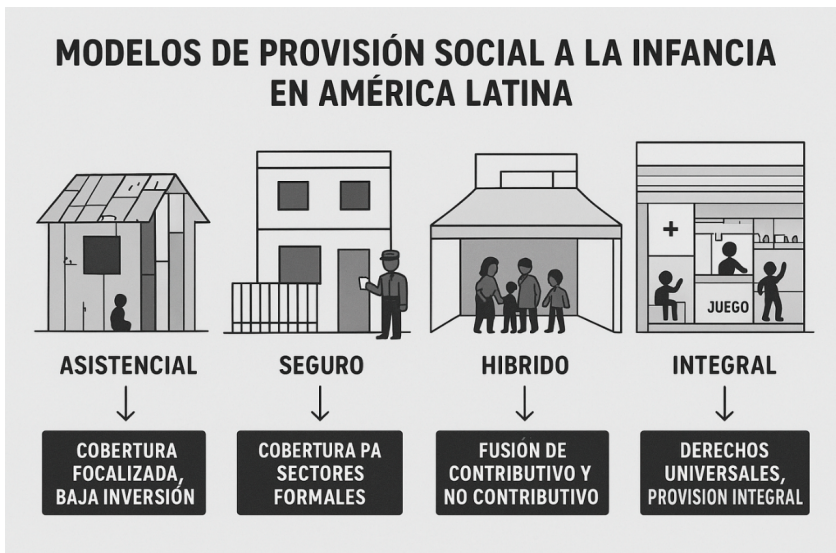 MODELOS DE PROVISIÓN SOCIAL A LA INFANCIA
EN AMÉRICA LATINA
+
JUEGO
ASISTENCIAL
SEGURO
HIBRIDO
INTEGRAL
COBERTURA
FOCALIZADA,
BAJA INVERSIÓN
COBERTURA PA
SECTORES
FORMALES
FUSIÓN DE
CONTRIBUTIVO Y
NO CONTRIBUTIVO
DERECHOS
UNIVERSALES,
PROVISION INTEGRAL